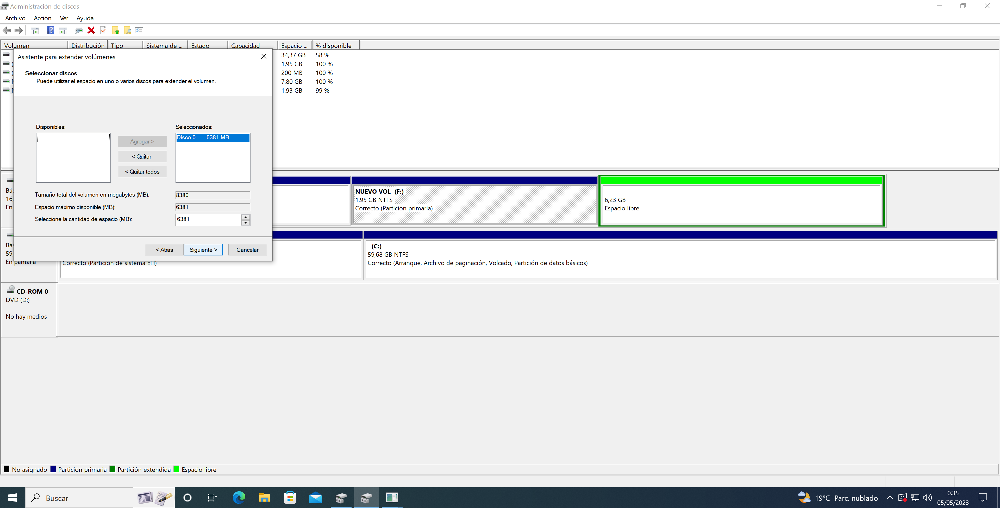 Administración de discos
Archivo Acción Ver Ayuda
Volumen Distribución Tipo Sistema de ... Estado Capacidad Espacio ... % disponible
34,37 GB 58 %
1,95 GB 100 %
200 MB 100 %
7,80 GB 100 %
1,93 GB 99 %
Asistente para extender volúmenes
Seleccionar discos
Puede utilizar el espacio en uno o varios discos para extender el volumen.
Disponibles: Seleccionados:
Disco 0 6381 MB
Agregar >
< Quitar
< Quitar todos
Tamaño total del volumen en megabytes (MB): 8380
Espacio máximo disponible (MB): 6381
Seleccione la cantidad de espacio (MB): 6381
< Atrás Siguiente > Cancelar
NUEVO VOL (F:)
1,95 GB NTFS
Correcto (Partición primaria)
6,23 GB
Espacio libre
16,
En
59,
En pantalla
Correcto (Partición de sistema EFI)
(C:)
59,68 GB NTFS
Correcto (Arranque, Archivo de paginación, Volcado, Partición de datos básicos)
CD-ROM 0
DVD (D:)
No hay medios
No asignado Partición primaria Partición extendida Espacio libre
Buscar
19°C Parc. nublado
0:35
05/05/2023